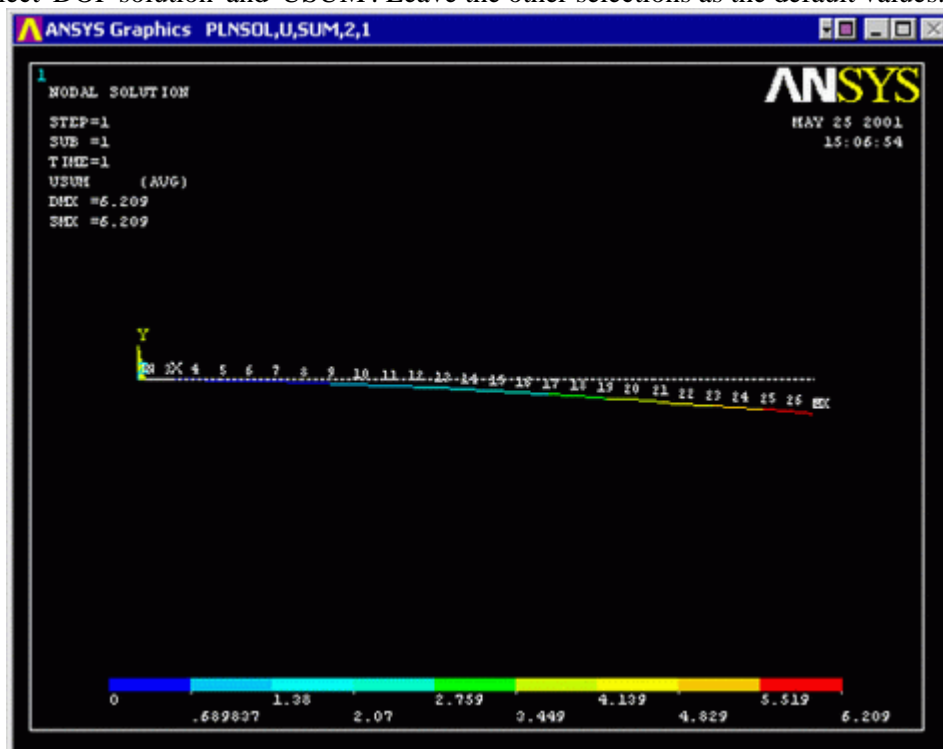 DOF solution and USUM. Leave the other selections as the default values.
ANSYS Graphics PLNSOL,U,SUM,2,1
1
NODAL SOLUTION
STEP=1
SUB =1
TIME=1
USUM (AVG)
DMX =6.209
SMX =6.209
ANSYS
MAY 25 2001
15:06:54
Y
4 5 6 7 8 9 10 11 12 13 14 15 16 17 18 19 20 21 22 23 24 25 26 MX
0 1.38 2.759 4.139 5.519
.689837 2.07 3.449 4.829 6.209